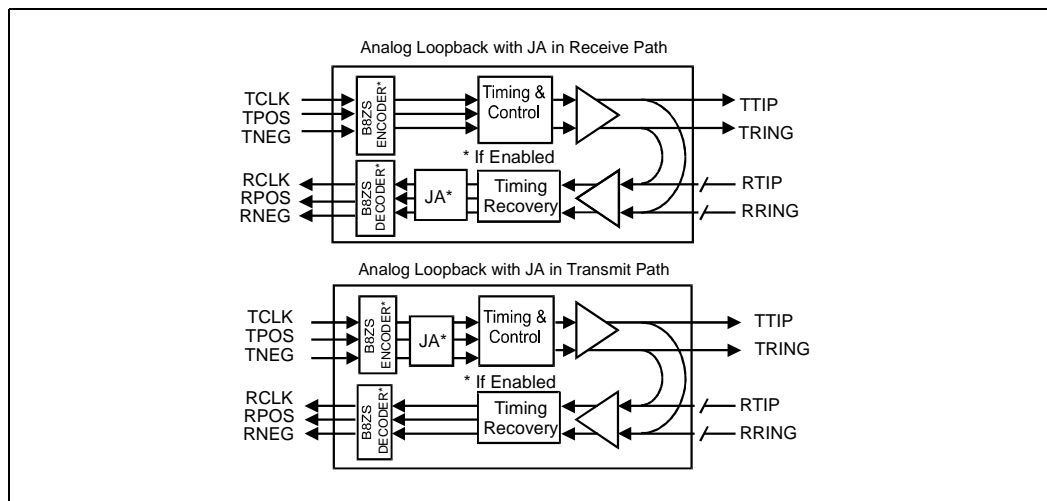 Analog Loopback with JA in Receive Path
TCLK
TPOS
TNEG
B8ZS
ENCODER*
Timing &
Control
TTIP
TRING
* If Enabled
RCLK
RPOS
RNEG
B8ZS
DECODER*
JA*
Timing
Recovery
RTIP
RRING
Analog Loopback with JA in Transmit Path
TCLK
TPOS
TNEG
B8ZS
ENCODER*
JA*
Timing &
Control
TTIP
TRING
* If Enabled
RCLK
RPOS
RNEG
B8ZS
DECODER*
Timing
Recovery
RTIP
RRING